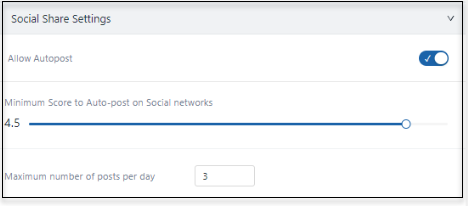 Social Share Settings
Allow Autopost
Minimum Score to Auto-post on Social networks
4.5
Maximum number of posts per day
3